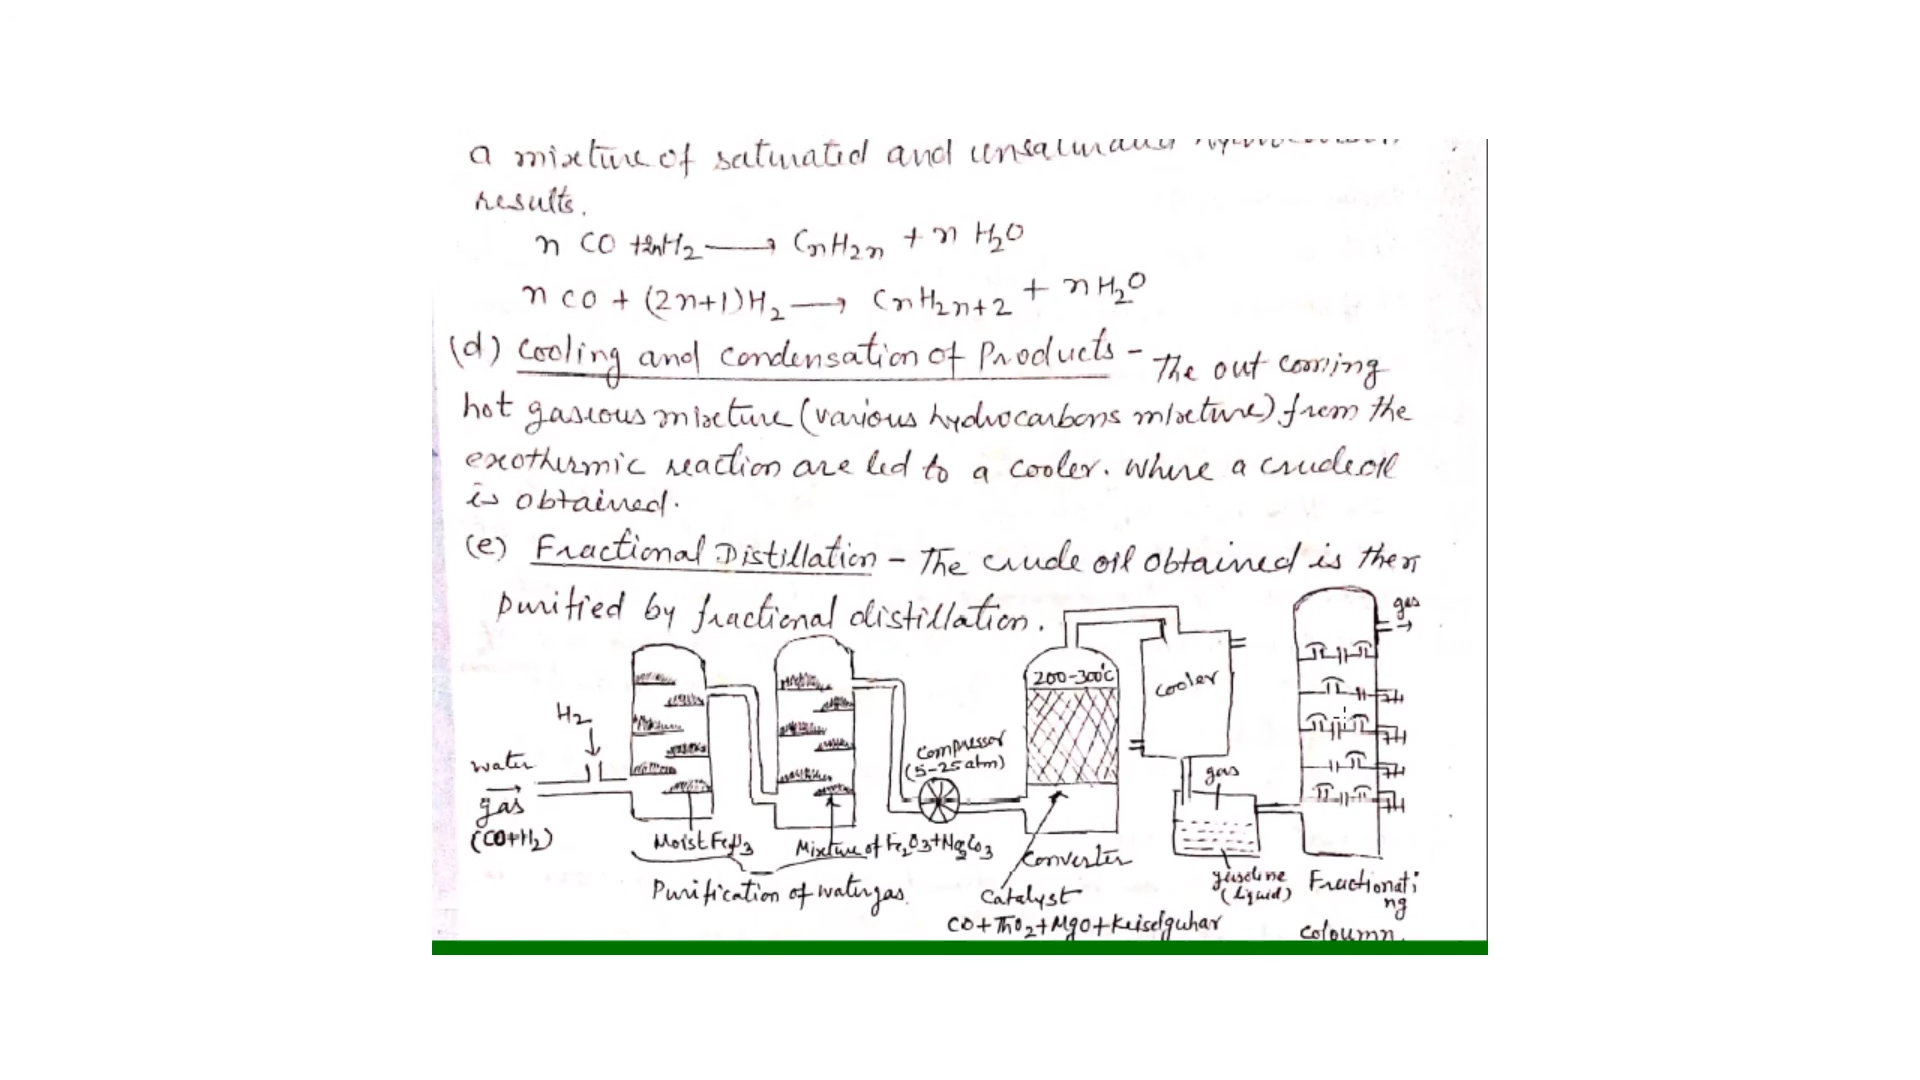 a mixture of saturated and unsaturated
results.
n CO + 2nH2 → CnH2n + n H2O
n CO + (2n+1)H2 → CnH2n+2 + n H2O
(d) Cooling and condensation of Products - The out coming
hot gaseous mixture (various hydrocarbons mixture) from the
exothermic reaction are led to a cooler. Where a crude oil
is obtained.
(e) Fractional Distillation - The crude oil obtained is then
purified by fractional distillation.
gas
200-300°C
cooler
H2
Compressor
(5-25 atm)
water
gas
(CO+H2)
gas
Moist Fe2O3
Mixture of Fe2O3+Na2CO3
Converter
gasoline
(liquid)
Fractionati
ng
coloumn.
Purification of watergas.
Catalyst
CO+ThO2+MgO+Keiselguhar